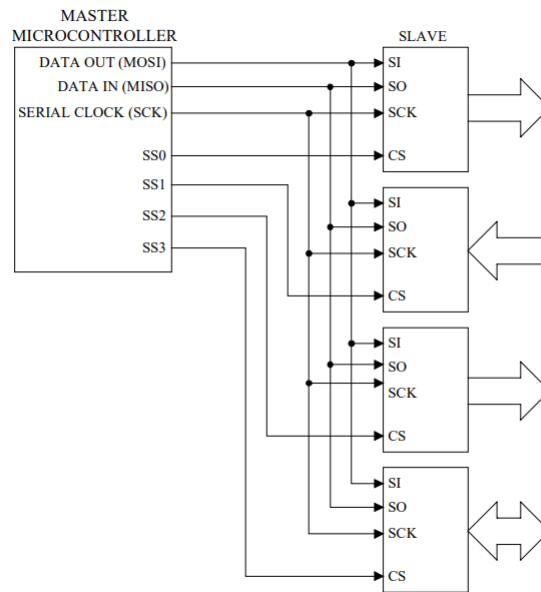 MASTER
MICROCONTROLLER
DATA OUT (MOSI)
DATA IN (MISO)
SERIAL CLOCK (SCK)
SS0
SS1
SS2
SS3
SLAVE
SI
SO
SCK
CS
SI
SO
SCK
CS
SI
SO
SCK
CS
SI
SO
SCK
CS